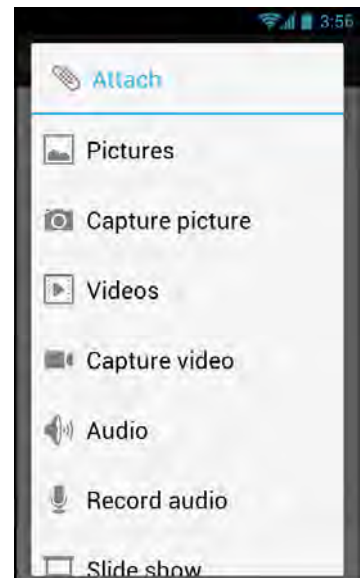 3:56
Attach
Pictures
Capture picture
Videos
Capture video
Audio
Record audio
Slide show